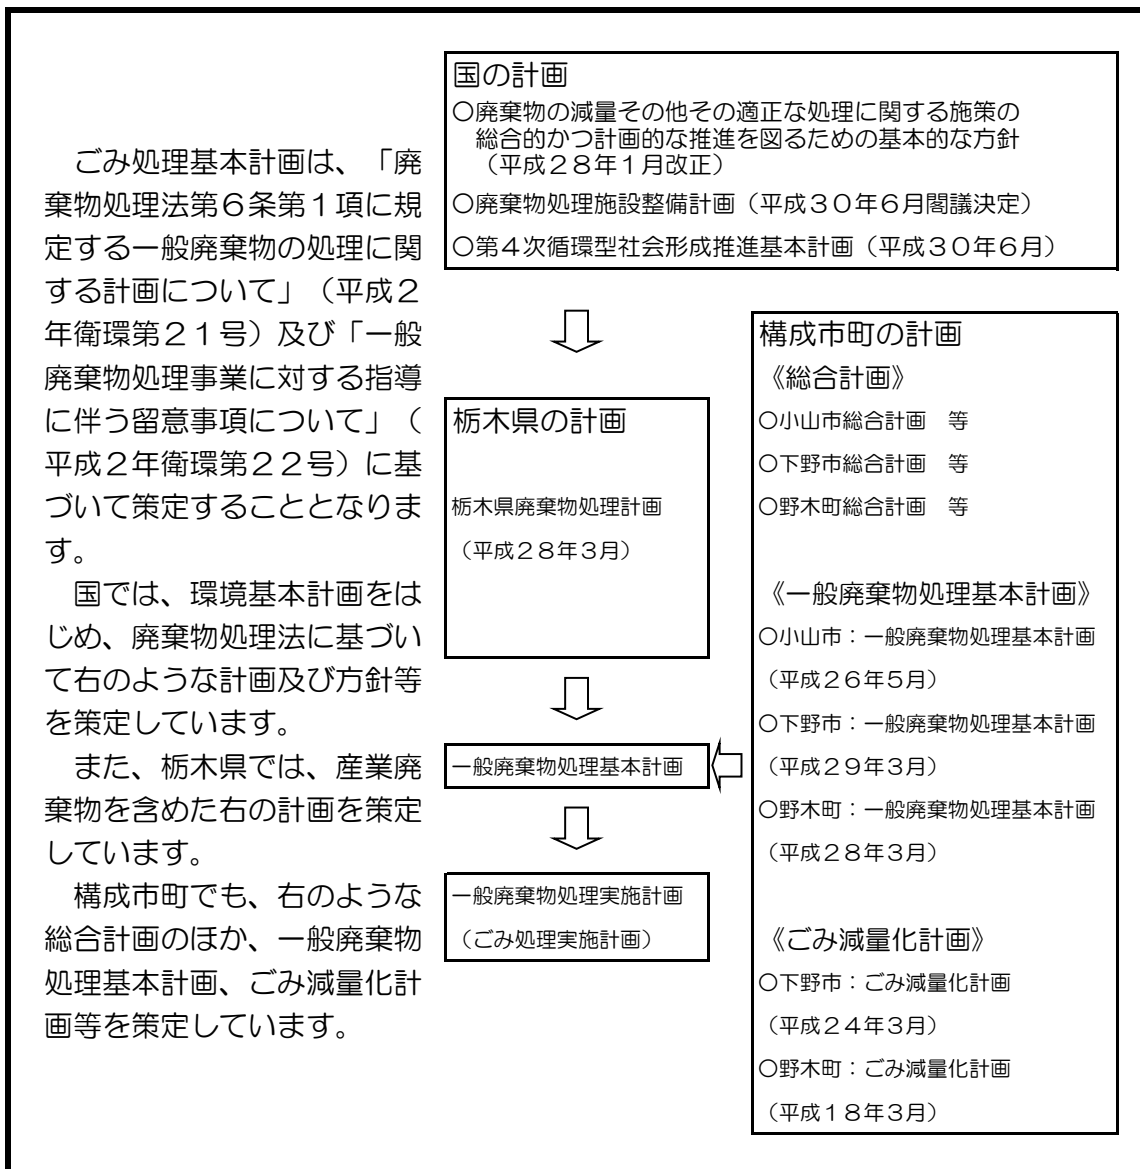 ごみ処理基本計画は、「廃
棄物処理法第6条第1項に規
定する一般廃棄物の処理に関
する計画について」（平成２
年衛環第２１号）及び「一般
廃棄物処理事業に対する指導
に伴う留意事項について」（
平成２年衛環第２２号）に基
づいて策定することとなりま
す。
国では、環境基本計画をは
じめ、廃棄物処理法に基づい
て右のような計画及び方針等
を策定しています。
また、栃木県では、産業廃
棄物を含めた右の計画を策定
しています。
構成市町でも、右のような
総合計画のほか、一般廃棄物
処理基本計画、ごみ減量化計
画等を策定しています。
国の計画
○廃棄物の減量その他その適正な処理に関する施策の
総合的かつ計画的な推進を図るための基本的な方針
（平成２８年１月改正）
○廃棄物処理施設整備計画（平成３０年６月閣議決定）
○第４次循環型社会形成推進基本計画（平成３０年６月）
栃木県の計画
栃木県廃棄物処理計画
（平成２８年３月）
一般廃棄物処理基本計画
一般廃棄物処理実施計画
（ごみ処理実施計画）
構成市町の計画
《総合計画》
○小山市総合計画　等
○下野市総合計画　等
○野木町総合計画　等
《一般廃棄物処理基本計画》
○小山市：一般廃棄物処理基本計画
（平成２６年５月）
○下野市：一般廃棄物処理基本計画
（平成２９年３月）
○野木町：一般廃棄物処理基本計画
（平成２８年３月）
《ごみ減量化計画》
○下野市：ごみ減量化計画
（平成２４年３月）
○野木町：ごみ減量化計画
（平成１８年３月）